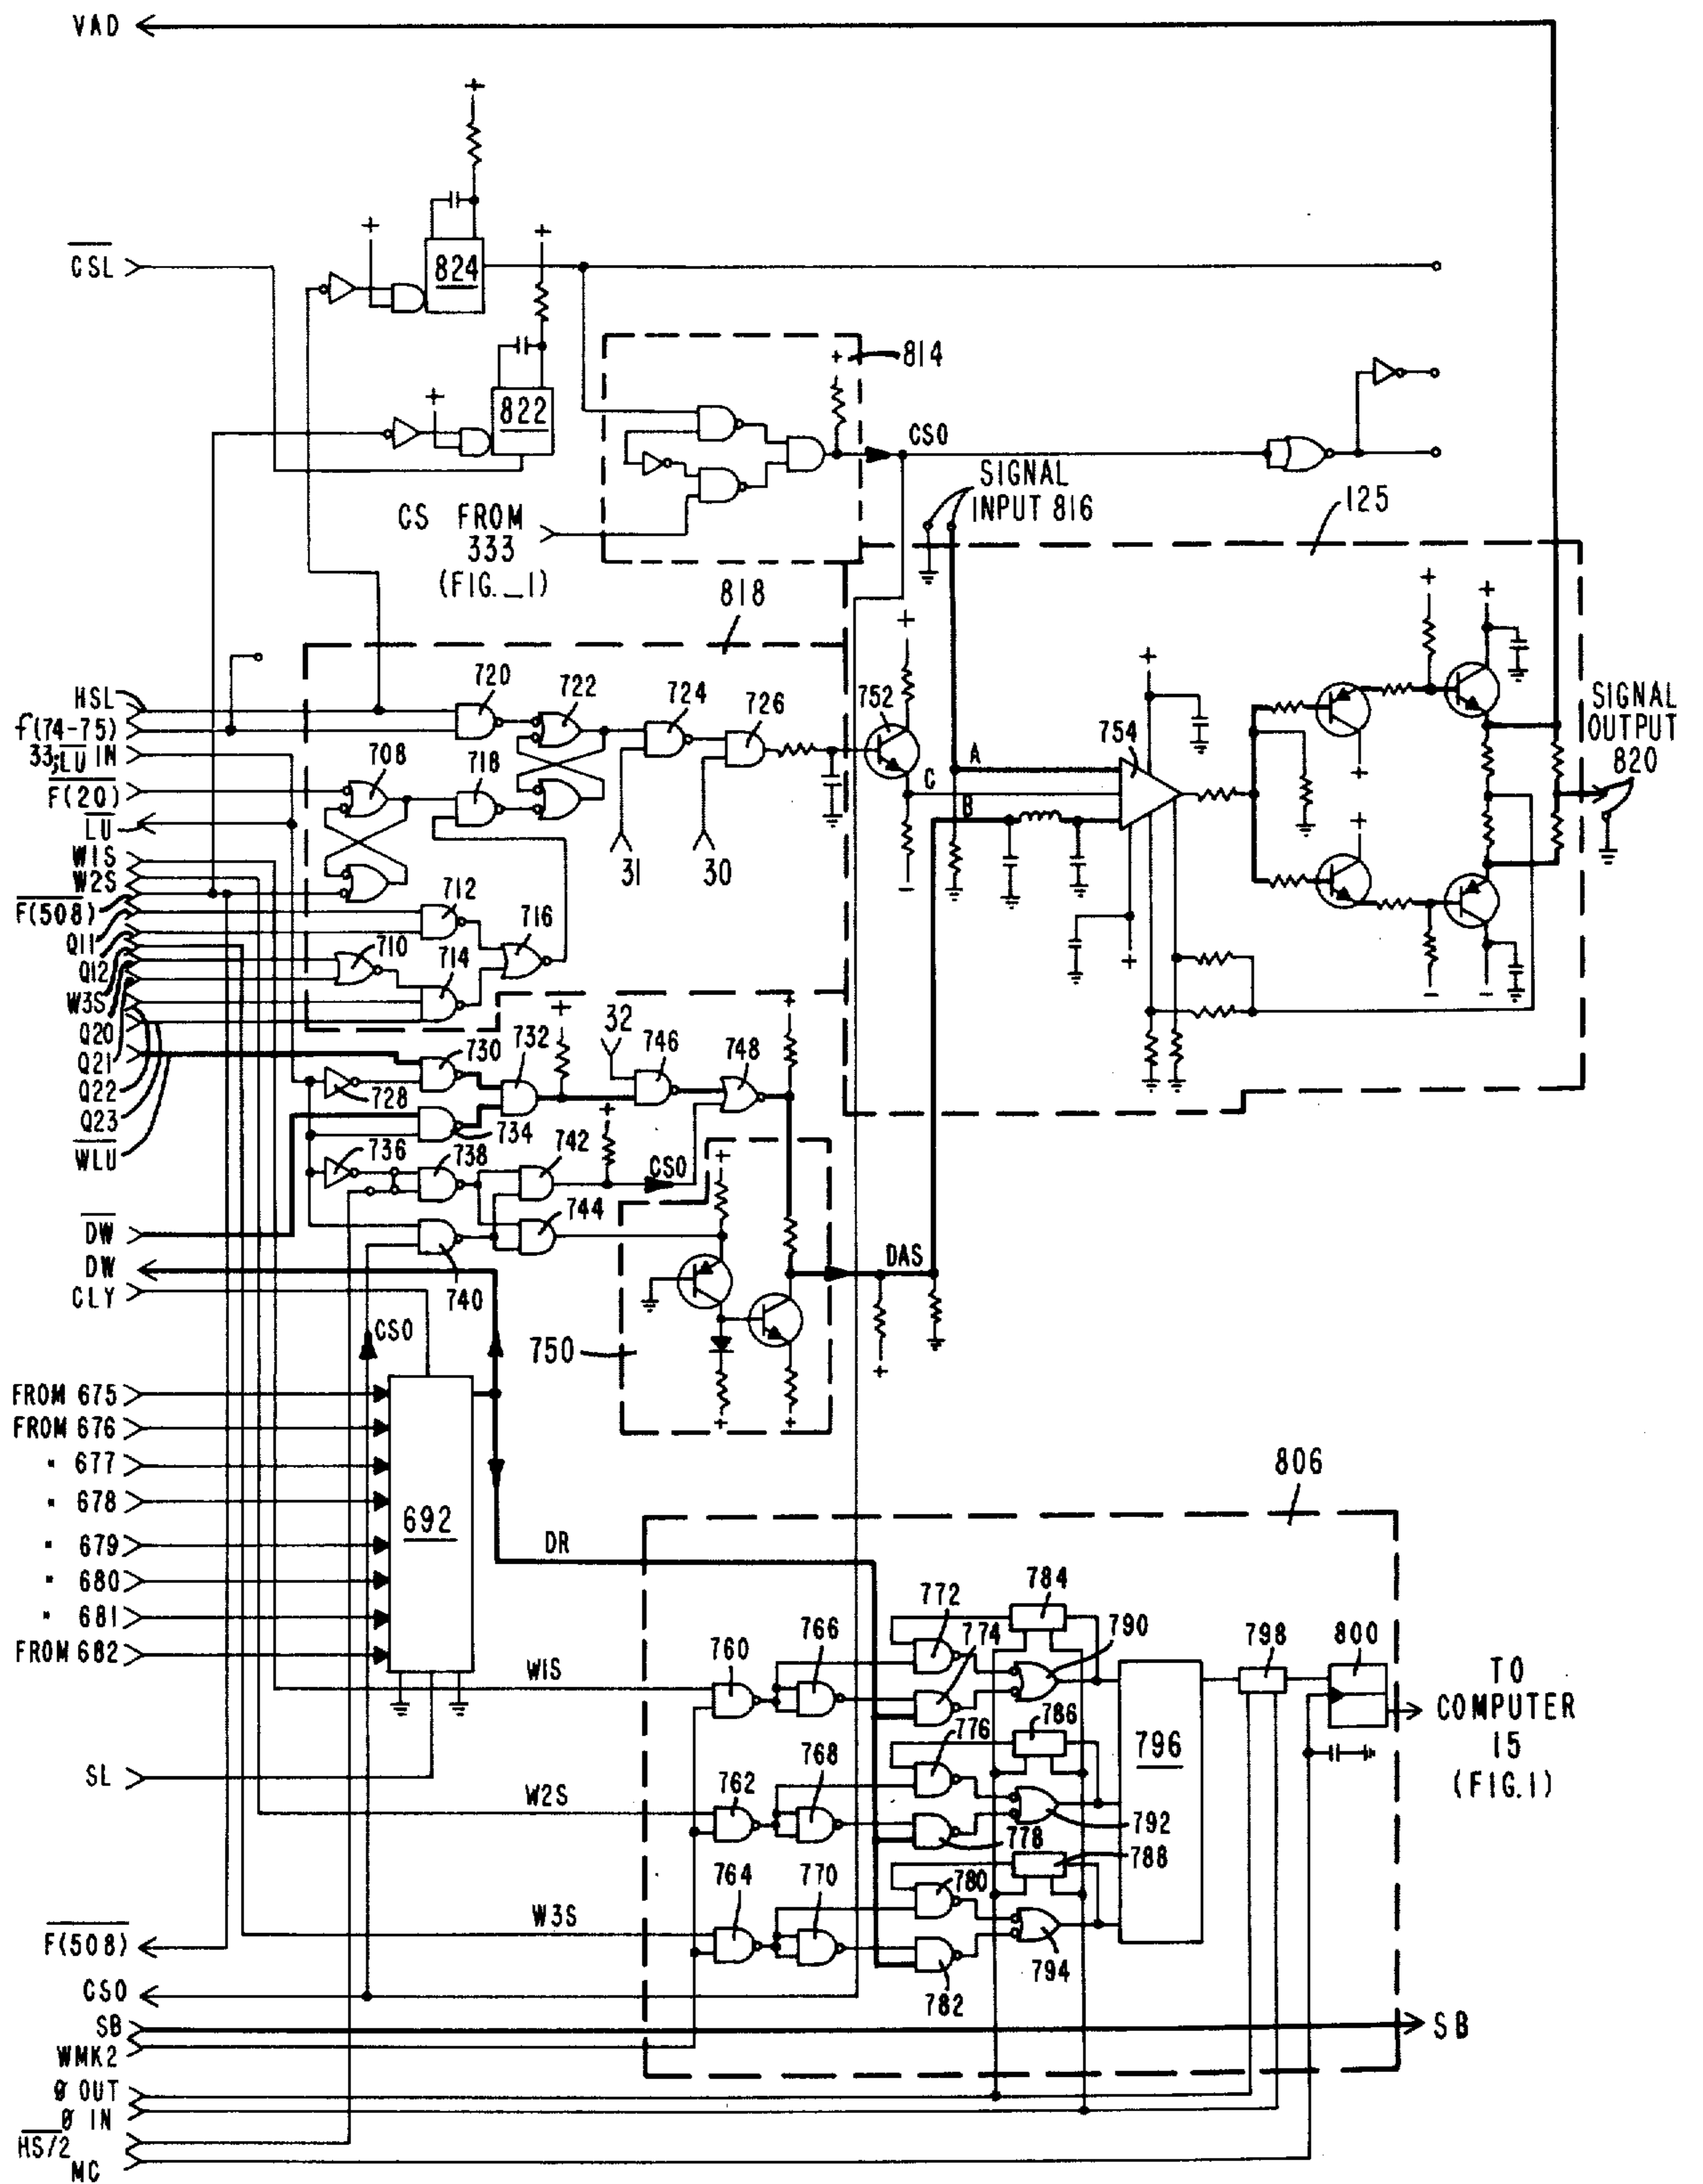 VAD
+
+
+
824
CSL
+
822
+
814
CSO
SIGNAL
INPUT 816
CS FROM
333
(FIG._1)
125
818
HSL
f(74-75)
33;LU IN
F(20)
LU
W1S
W2S
F(508)
Q11
Q12
W3S
Q20
Q21
Q22
Q23
WLU
720
722
724
726
708
718
31
30
712
710
714
716
+
752
A
C
B
-
+
754
+
+
+
+
+
-
-
SIGNAL
OUTPUT
820
+
32
+
730
732
746
748
728
734
+
736
738
742
CSO
744
740
+
750
+
+
DAS
+
DW
DW
CLY
CSO
FROM 675
FROM 676
" 677
" 678
" 679
" 680
" 681
FROM 682
692
SL
DR
806
W1S
760
766
772
774
784
790
776
786
W2S
762
768
778
792
788
W3S
764
770
780
782
794
796
798
800
TO
COMPUTER
15
(FIG.1)
F(508)
CSO
SB
SB
WMK2
Ø OUT
Ø IN
HS/2
MC